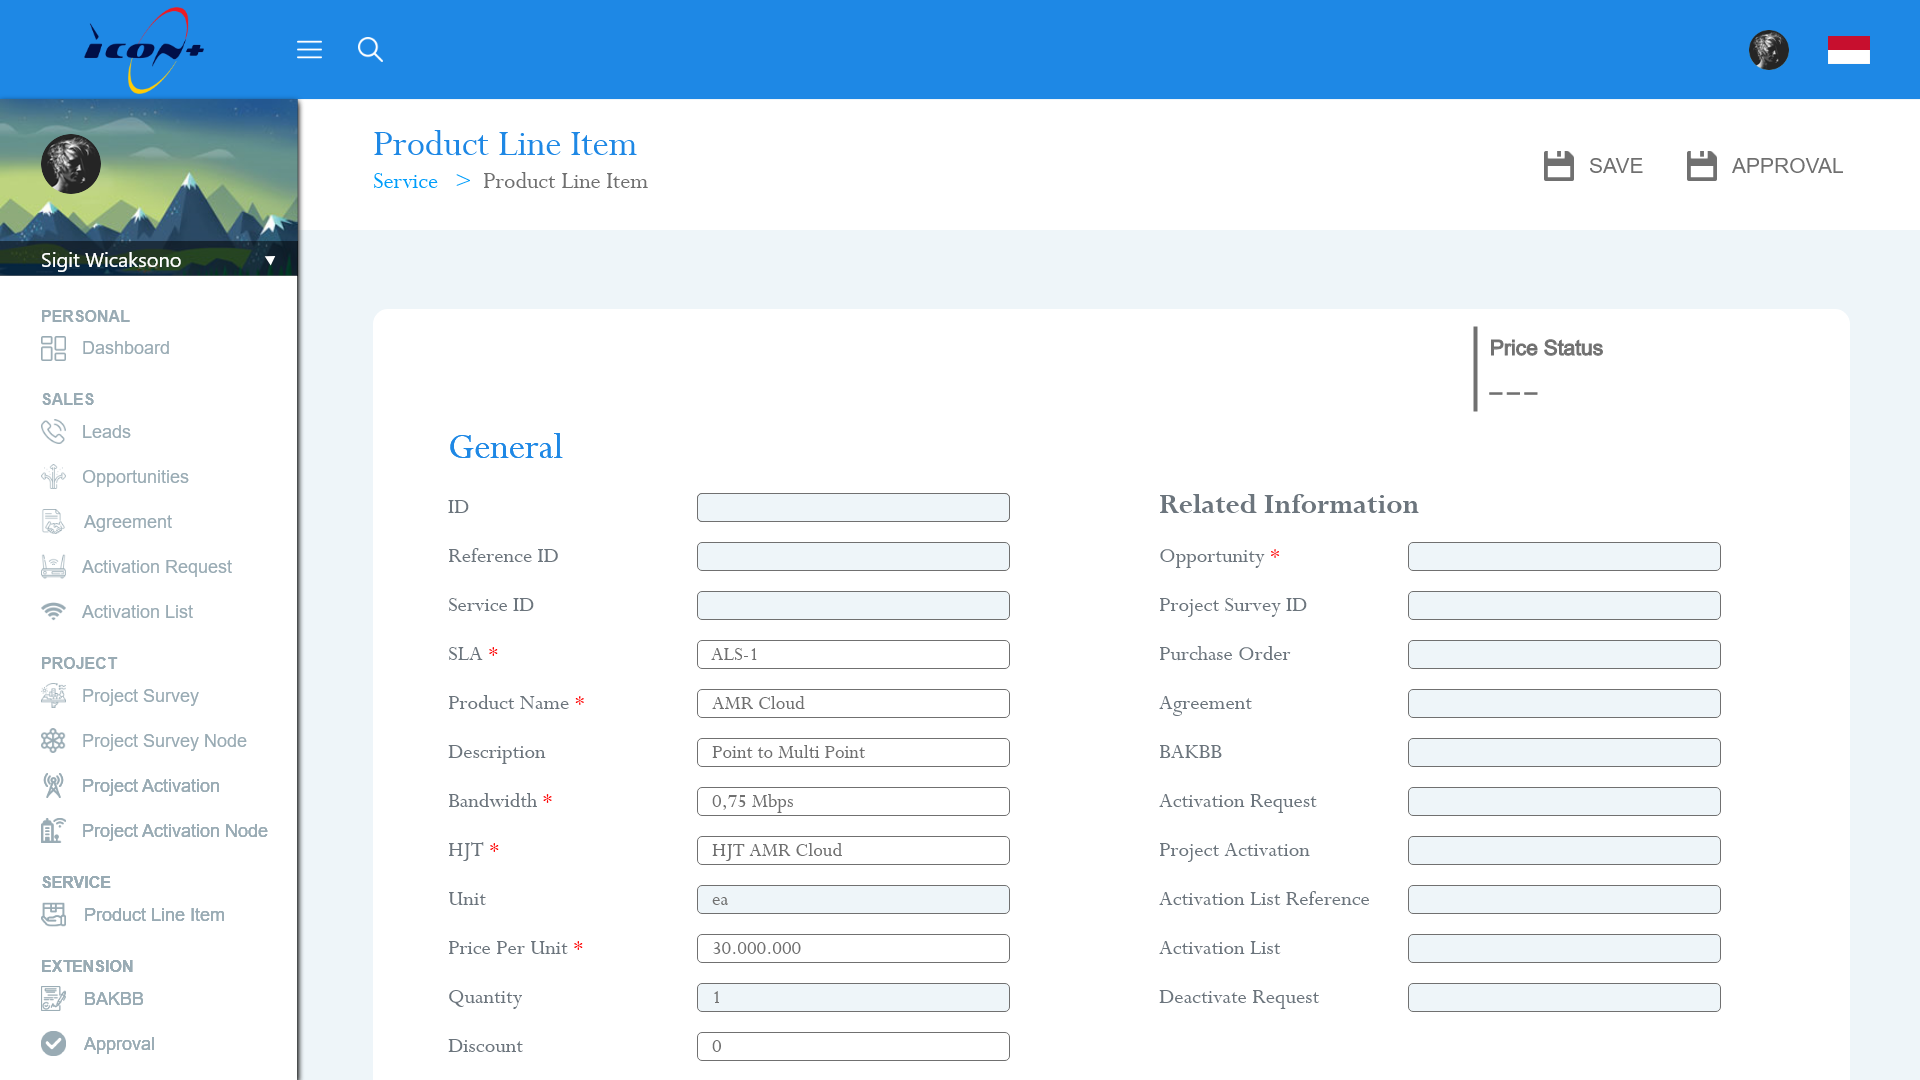 icon+
Sigit Wicaksono
PERSONAL
Dashboard
SALES
Leads
Opportunities
Agreement
Activation Request
Activation List
PROJECT
Project Survey
Project Survey Node
Project Activation
Project Activation Node
SERVICE
Product Line Item
EXTENSION
BAKBB
Approval
Product Line Item
Service > Product Line Item
SAVE
APPROVAL
Price Status
---
General
ID
Reference ID
Service ID
SLA * ALS-1
Product Name * AMR Cloud
Description Point to Multi Point
Bandwidth * 0,75 Mbps
HJT * HJT AMR Cloud
Unit ea
Price Per Unit * 30.000.000
Quantity 1
Discount 0
Related Information
Opportunity *
Project Survey ID
Purchase Order
Agreement
BAKBB
Activation Request
Project Activation
Activation List Reference
Activation List
Deactivate Request